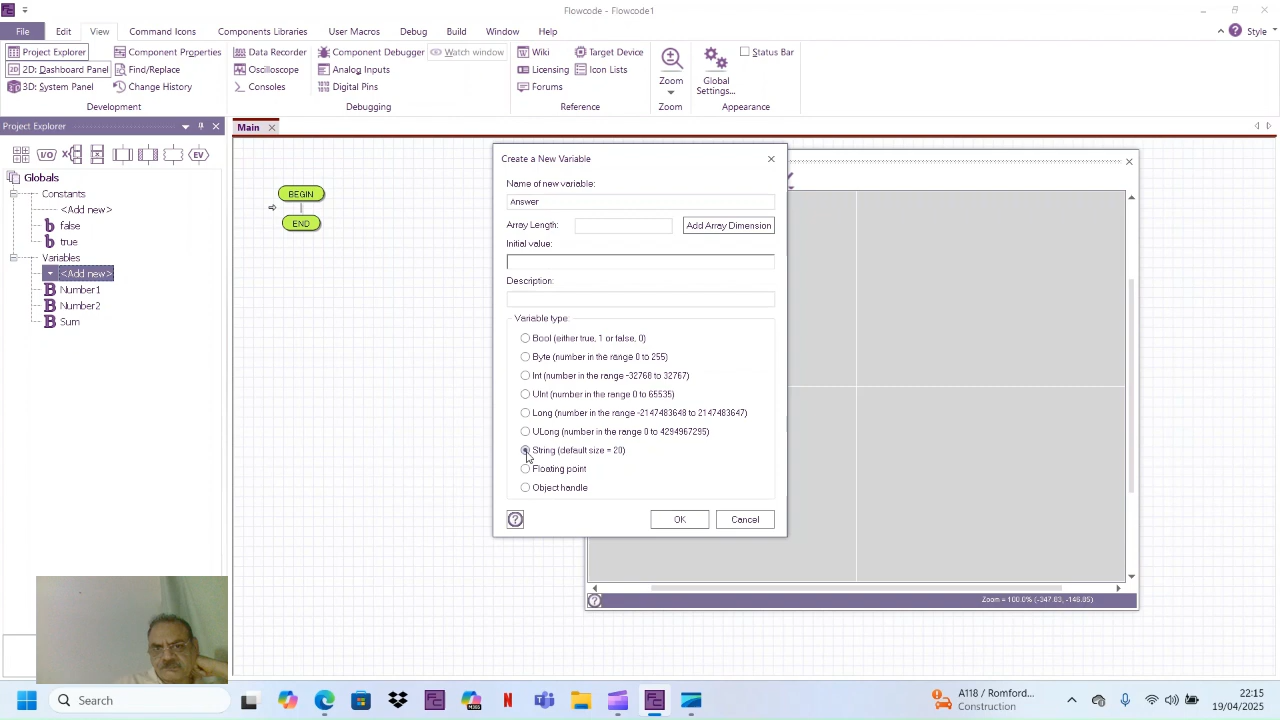 Flowcode - Flowcode1
File Edit View Command Icons Components Libraries User Macros Debug Build Window Help Style
Project Explorer Component Properties Data Recorder Component Debugger Watch window Wiki Target Device Status Bar
2D: Dashboard Panel Find/Replace Oscilloscope Analog Inputs Licensing Icon Lists
3D: System Panel Change History Consoles Digital Pins Forums
Zoom
Global Settings...
Development Debugging Reference Zoom Appearance
Project Explorer
Main
I/O
EV
Globals
Constants
<Add new>
false
true
Variables
<Add new>
Number1
Number2
Sum
BEGIN
END
Create a New Variable
Name of new variable:
Answer
Array Length: Add Array Dimension
Initial value:
Description:
Variable type:
Bool (either true, 1 or false, 0)
Byte (number in the range 0 to 255)
Int (number in the range -32768 to 32767)
UInt (number in the range 0 to 65535)
Long (number in the range -2147483648 to 2147483647)
ULong (number in the range 0 to 4294967295)
String (default size = 20)
Floating point
Object handle
OK Cancel
Zoom = 100.0% (-347.83, -146.85)
Search
A118 / Romford...
Construction
22:15
19/04/2025